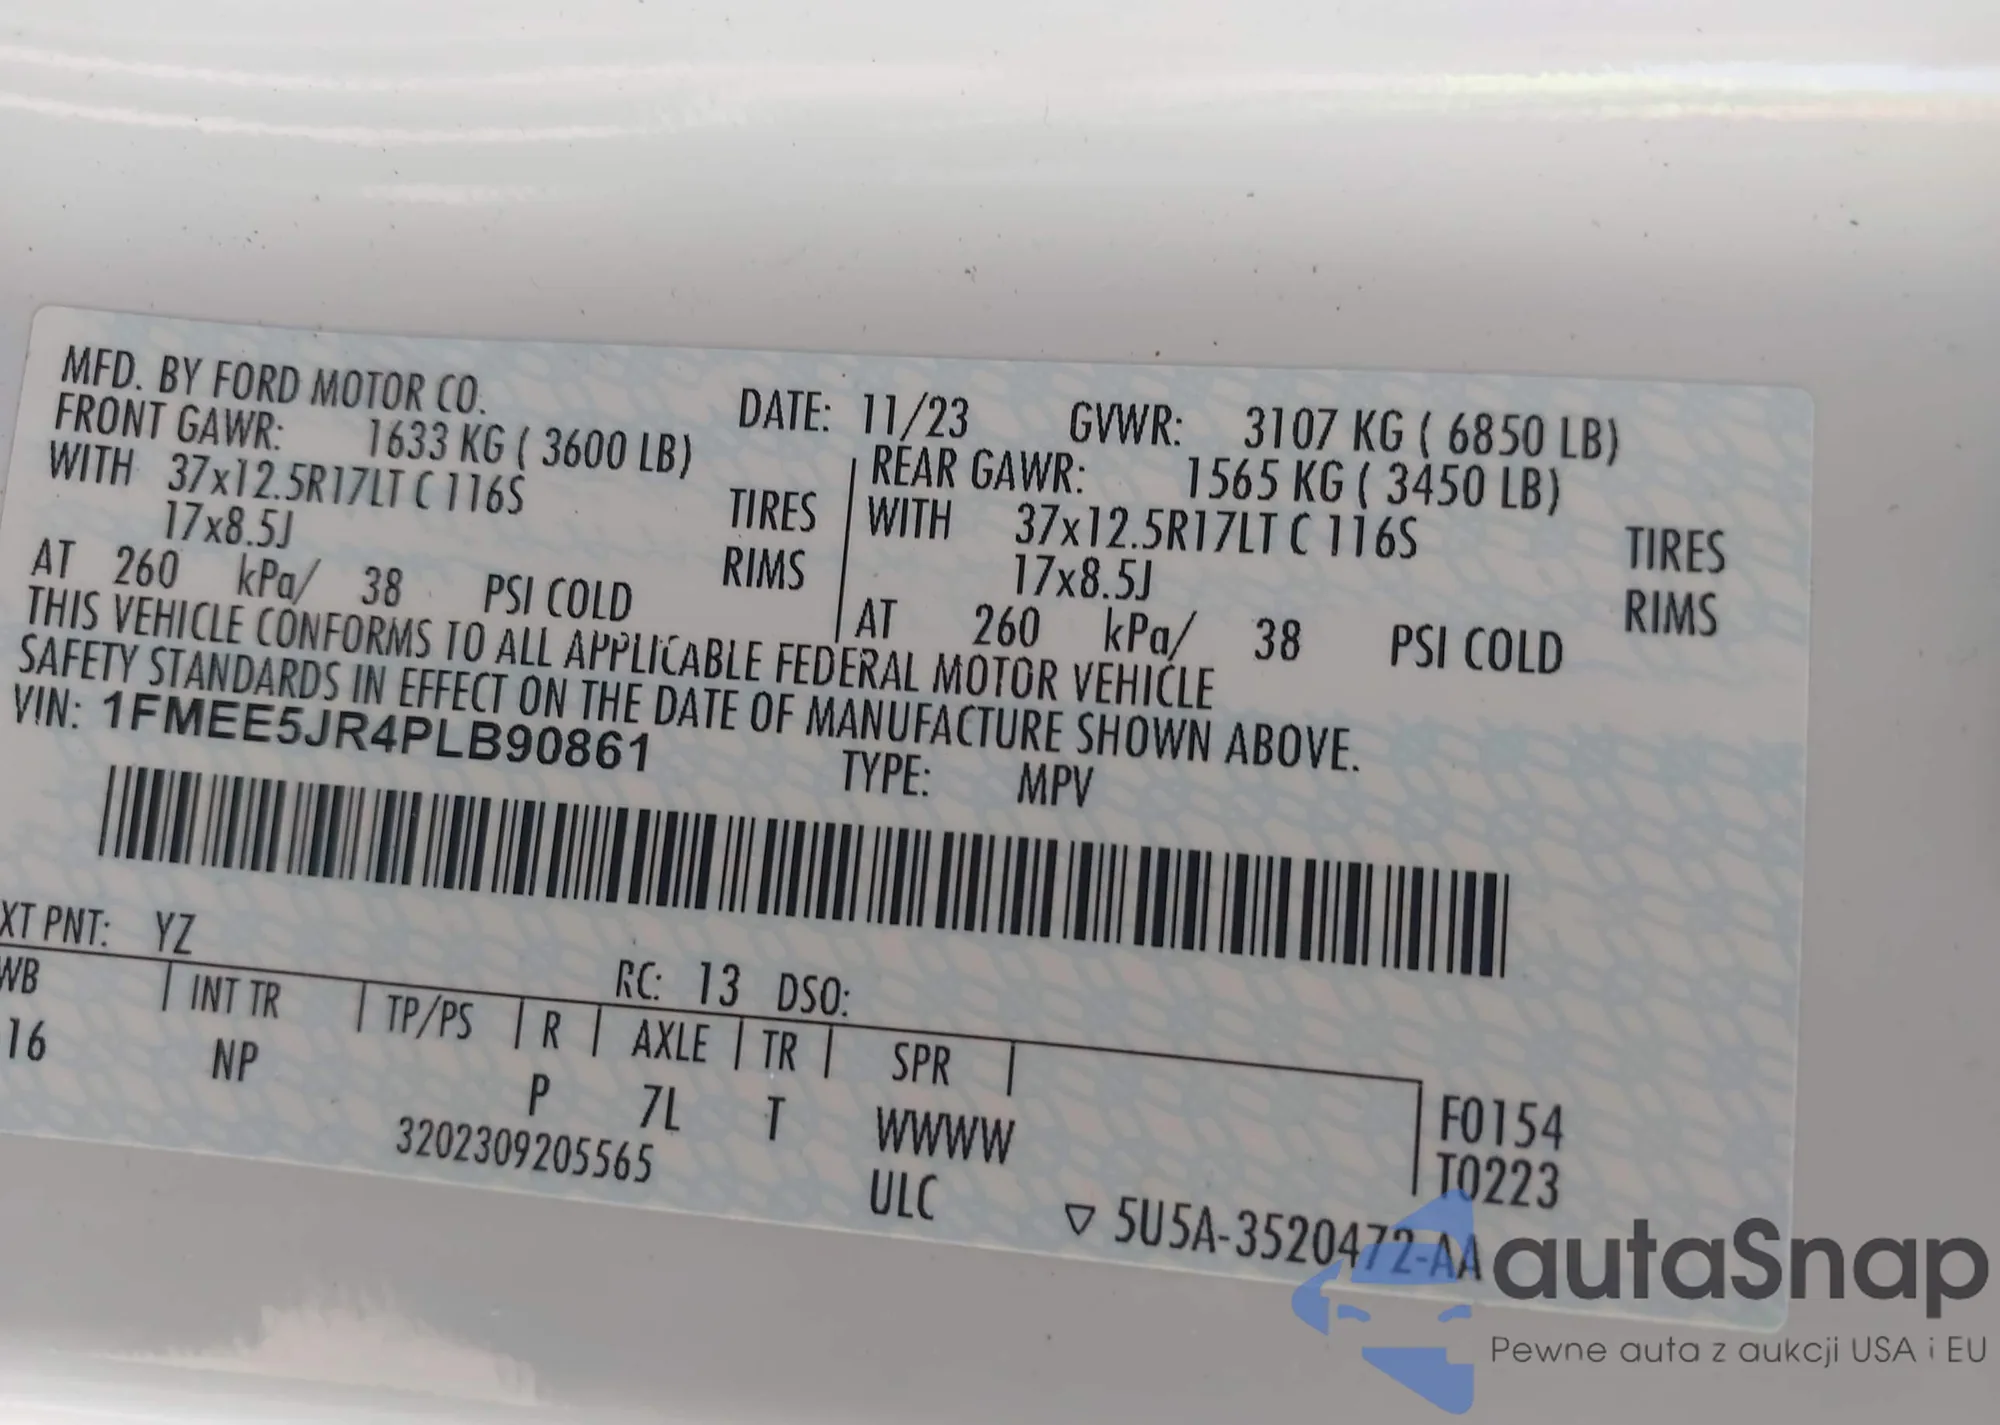 MFD. BY FORD MOTOR CO. DATE: 11/23 GVWR: 3107 KG ( 6850 LB)
FRONT GAWR: 1633 KG ( 3600 LB) REAR GAWR: 1565 KG ( 3450 LB)
WITH 37x12.5R17LT C 116S TIRES WITH 37x12.5R17LT C 116S TIRES
17x8.5J RIMS 17x8.5J RIMS
AT 260 kPa/ 38 PSI COLD AT 260 kPa/ 38 PSI COLD
THIS VEHICLE CONFORMS TO ALL APPLICABLE FEDERAL MOTOR VEHICLE
SAFETY STANDARDS IN EFFECT ON THE DATE OF MANUFACTURE SHOWN ABOVE.
VIN: 1FMEE5JR4PLB90861 TYPE: MPV
XT PNT: YZ RC: 13 DSO:
WB INT TR TP/PS R AXLE TR SPR
16 NP P 7L T WWWW F0154
3202309205565 ULC T0223
▽ 5U5A-3520472-AA
autaSnap
Pewne auta z aukcji USA i EU